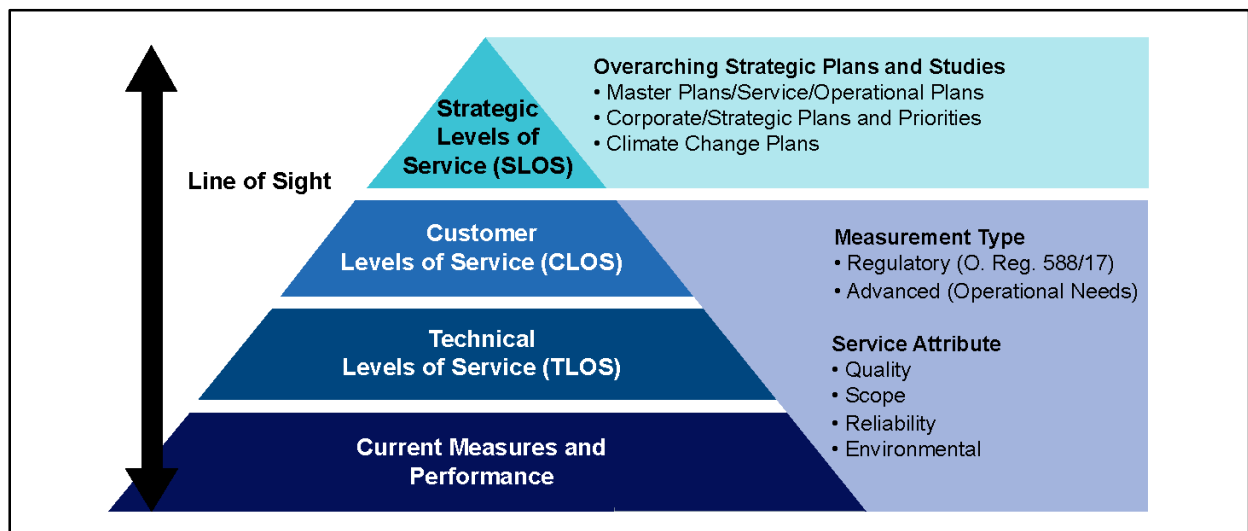 Line of Sight
Strategic
Levels of
Service (SLOS)
Overarching Strategic Plans and Studies
• Master Plans/Service/Operational Plans
• Corporate/Strategic Plans and Priorities
• Climate Change Plans
Customer
Levels of Service (CLOS)
Technical
Levels of Service (TLOS)
Current Measures and
Performance
Measurement Type
• Regulatory (O. Reg. 588/17)
• Advanced (Operational Needs)
Service Attribute
• Quality
• Scope
• Reliability
• Environmental